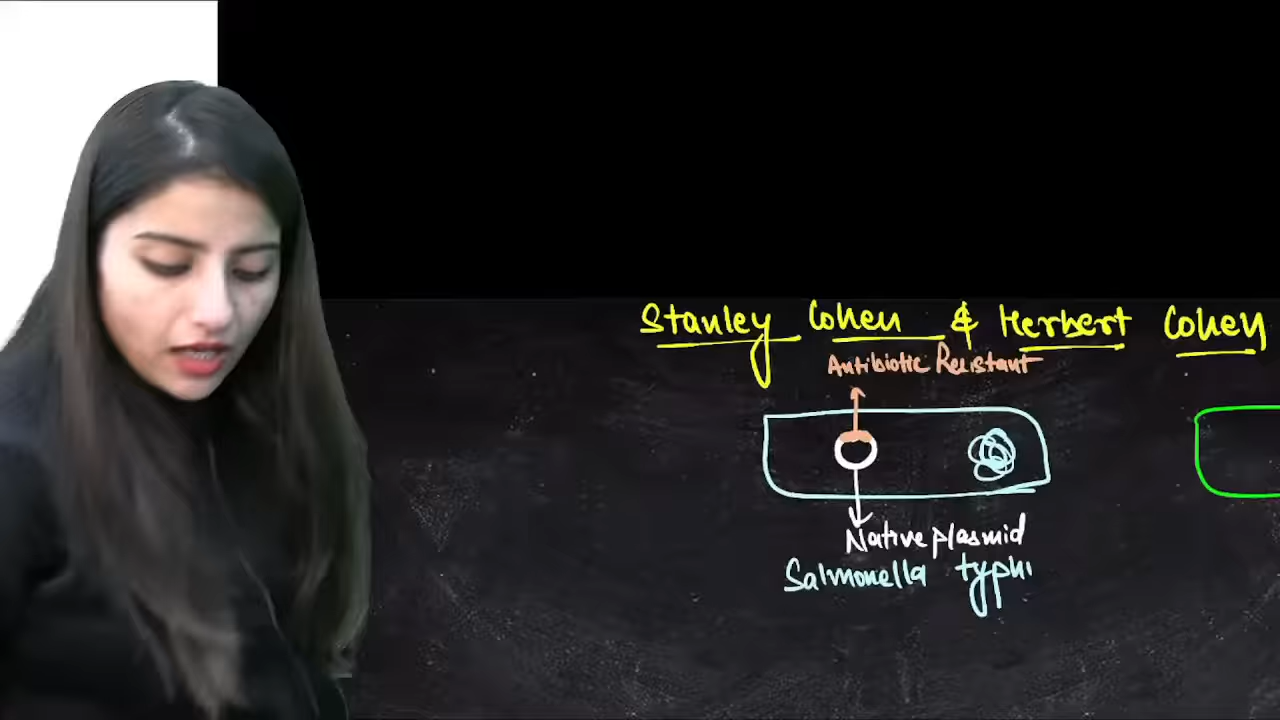 Stanley Cohen & Herbert Cohen
Antibiotic Resistant
Native plasmid
Salmonella typhi